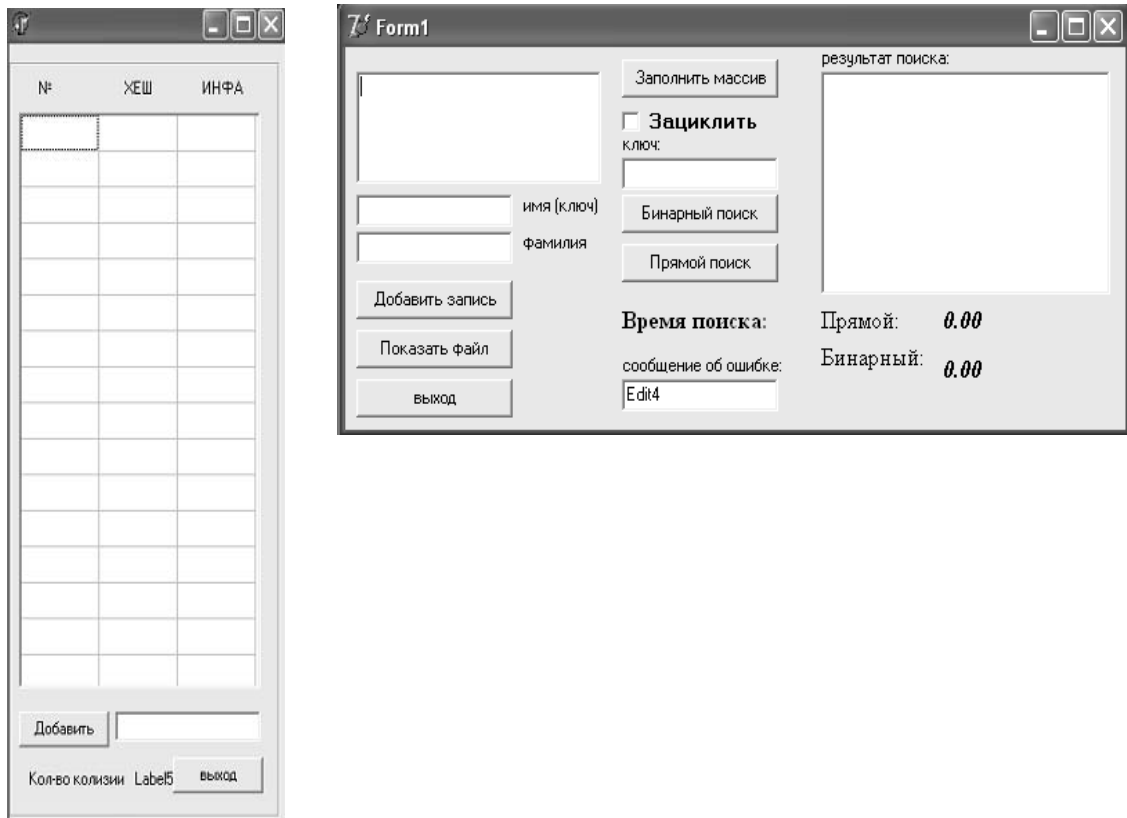 № ХЕШ ИНФА
Добавить
Кол-во колизии Label5 выход
Form1
имя (ключ)
фамилия
Добавить запись
Показать файл
выход
Заполнить массив
Зациклить
ключ:
Бинарный поиск
Прямой поиск
Время поиска:
сообщение об ошибке:
Edit4
результат поиска:
Прямой: 0.00
Бинарный: 0.00